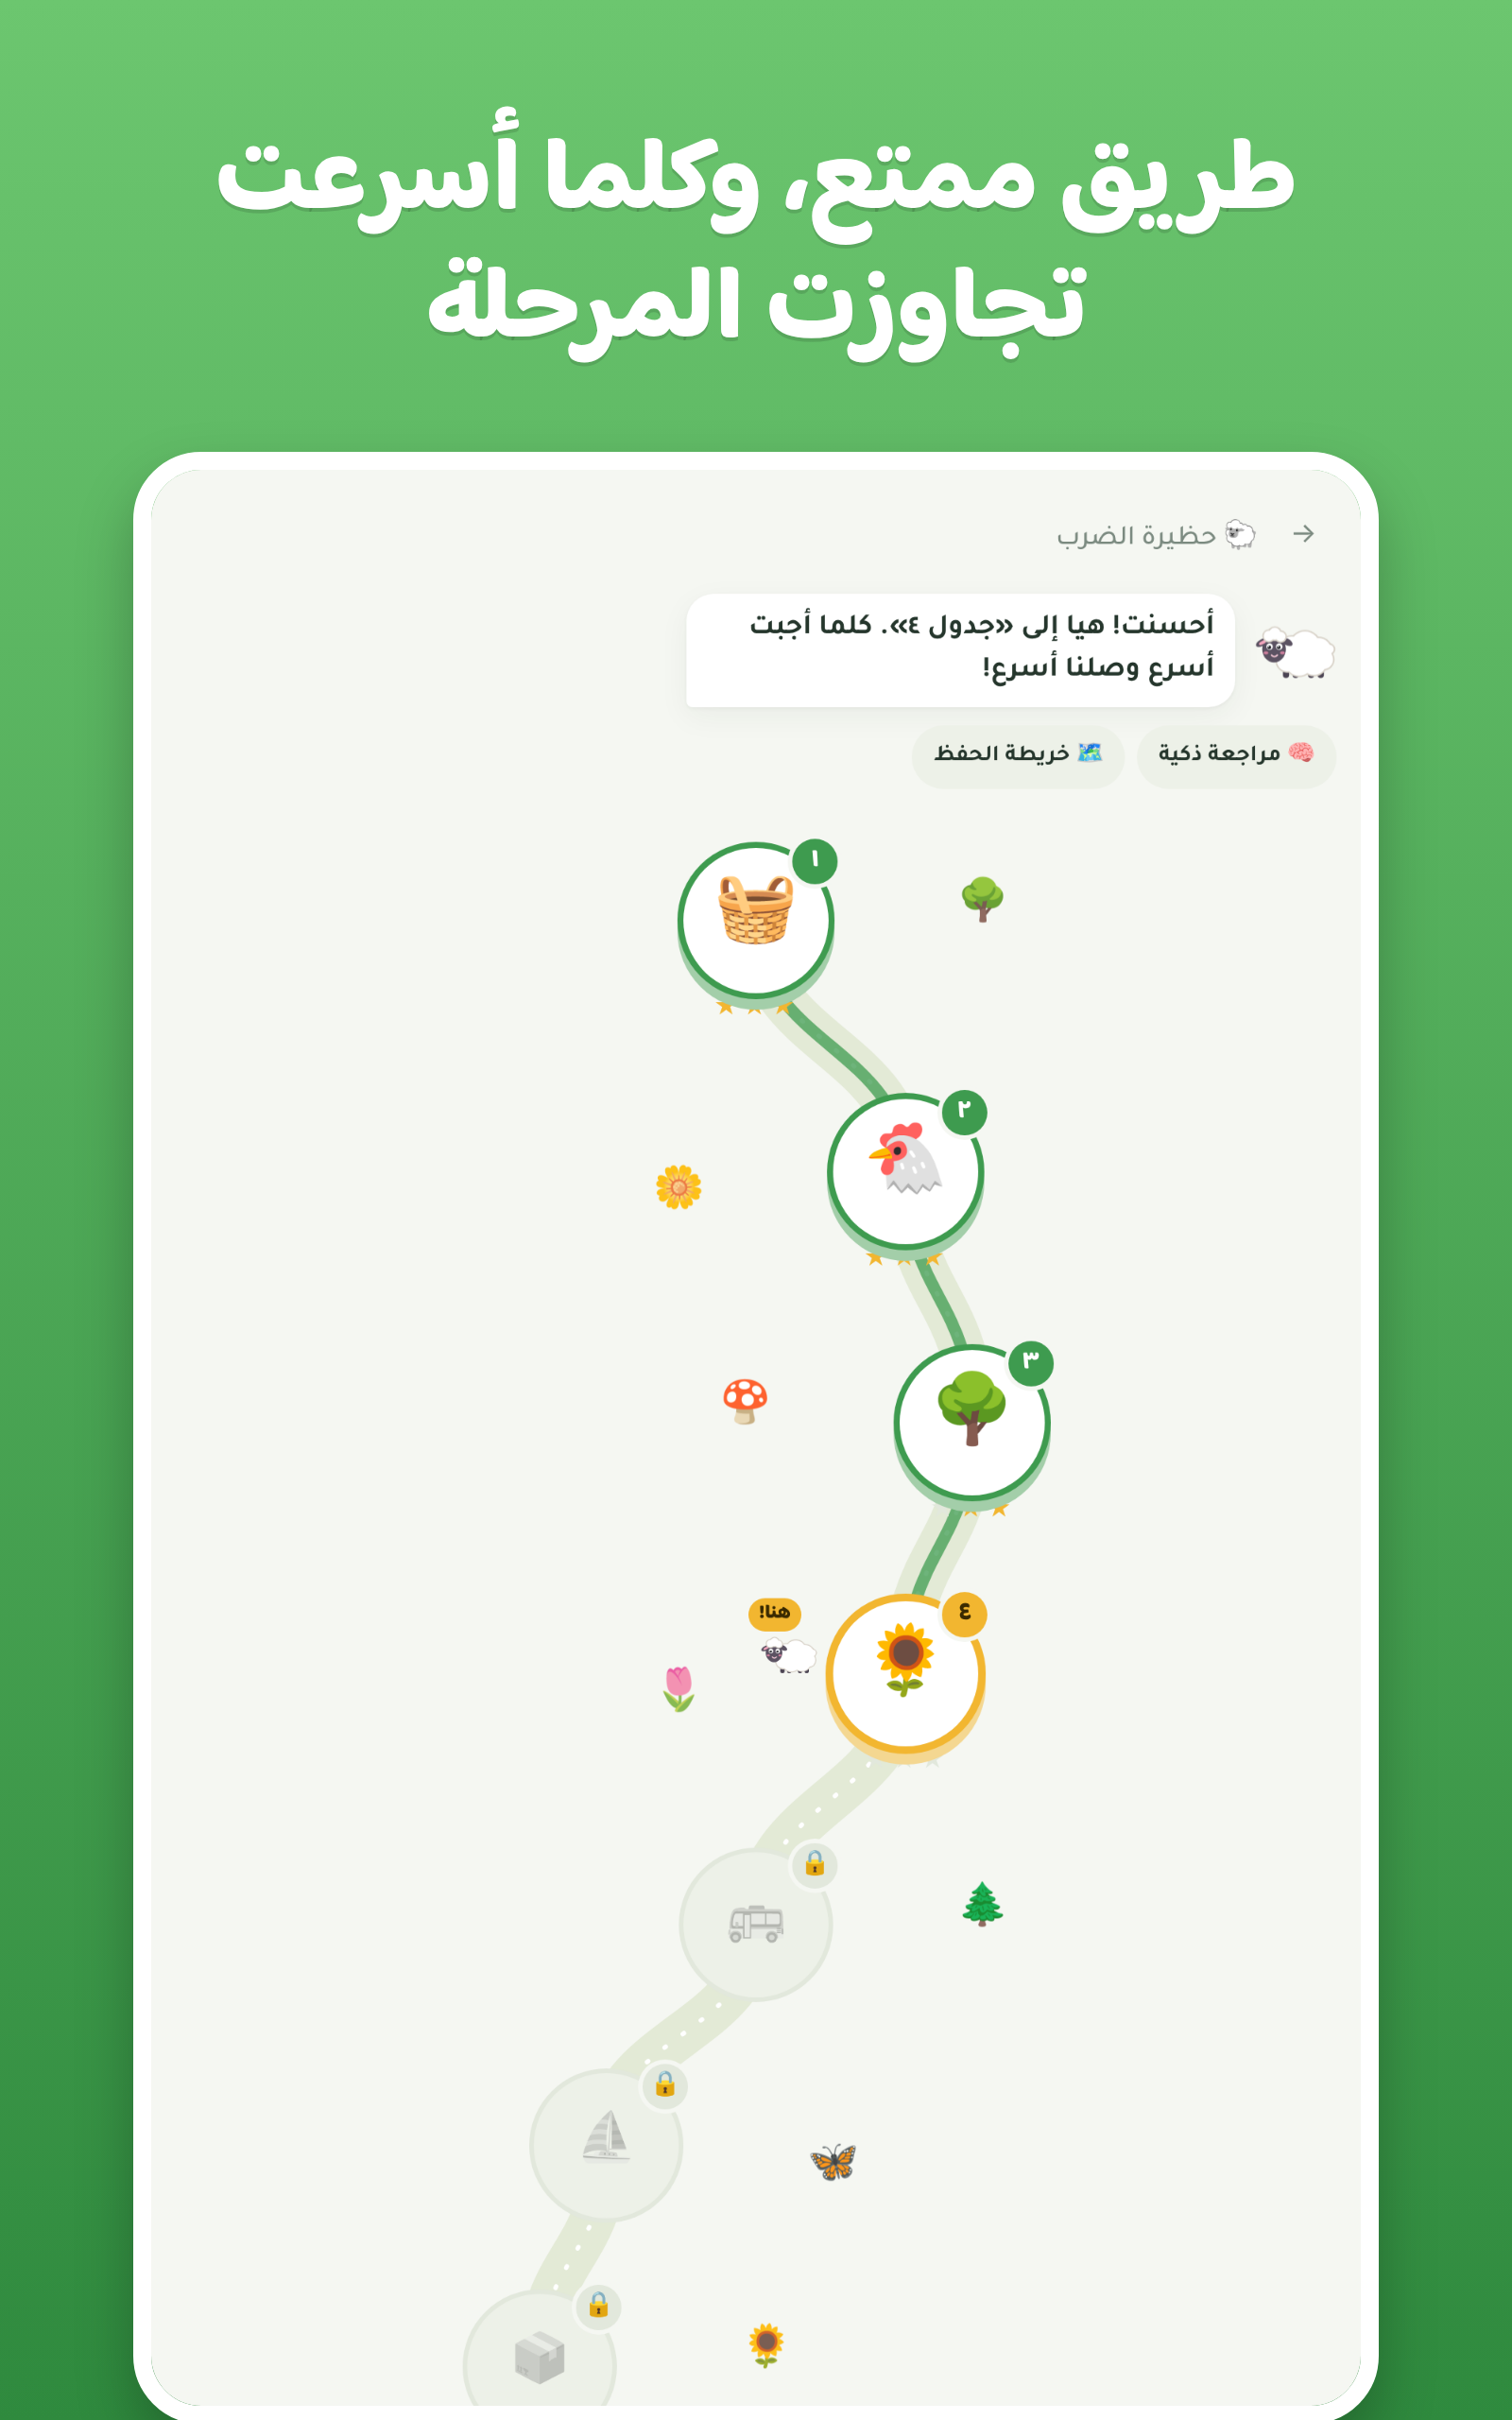 طريق ممتع، وكلما أسرعت
تجاوزت المرحلة
حظيرة الضرب
أحسنت! هيا إلى «جدول ٤». كلما أجبت
أسرع وصلنا أسرع!
مراجعة ذكية
خريطة الحفظ
١
٢
٣
٤
هنا!